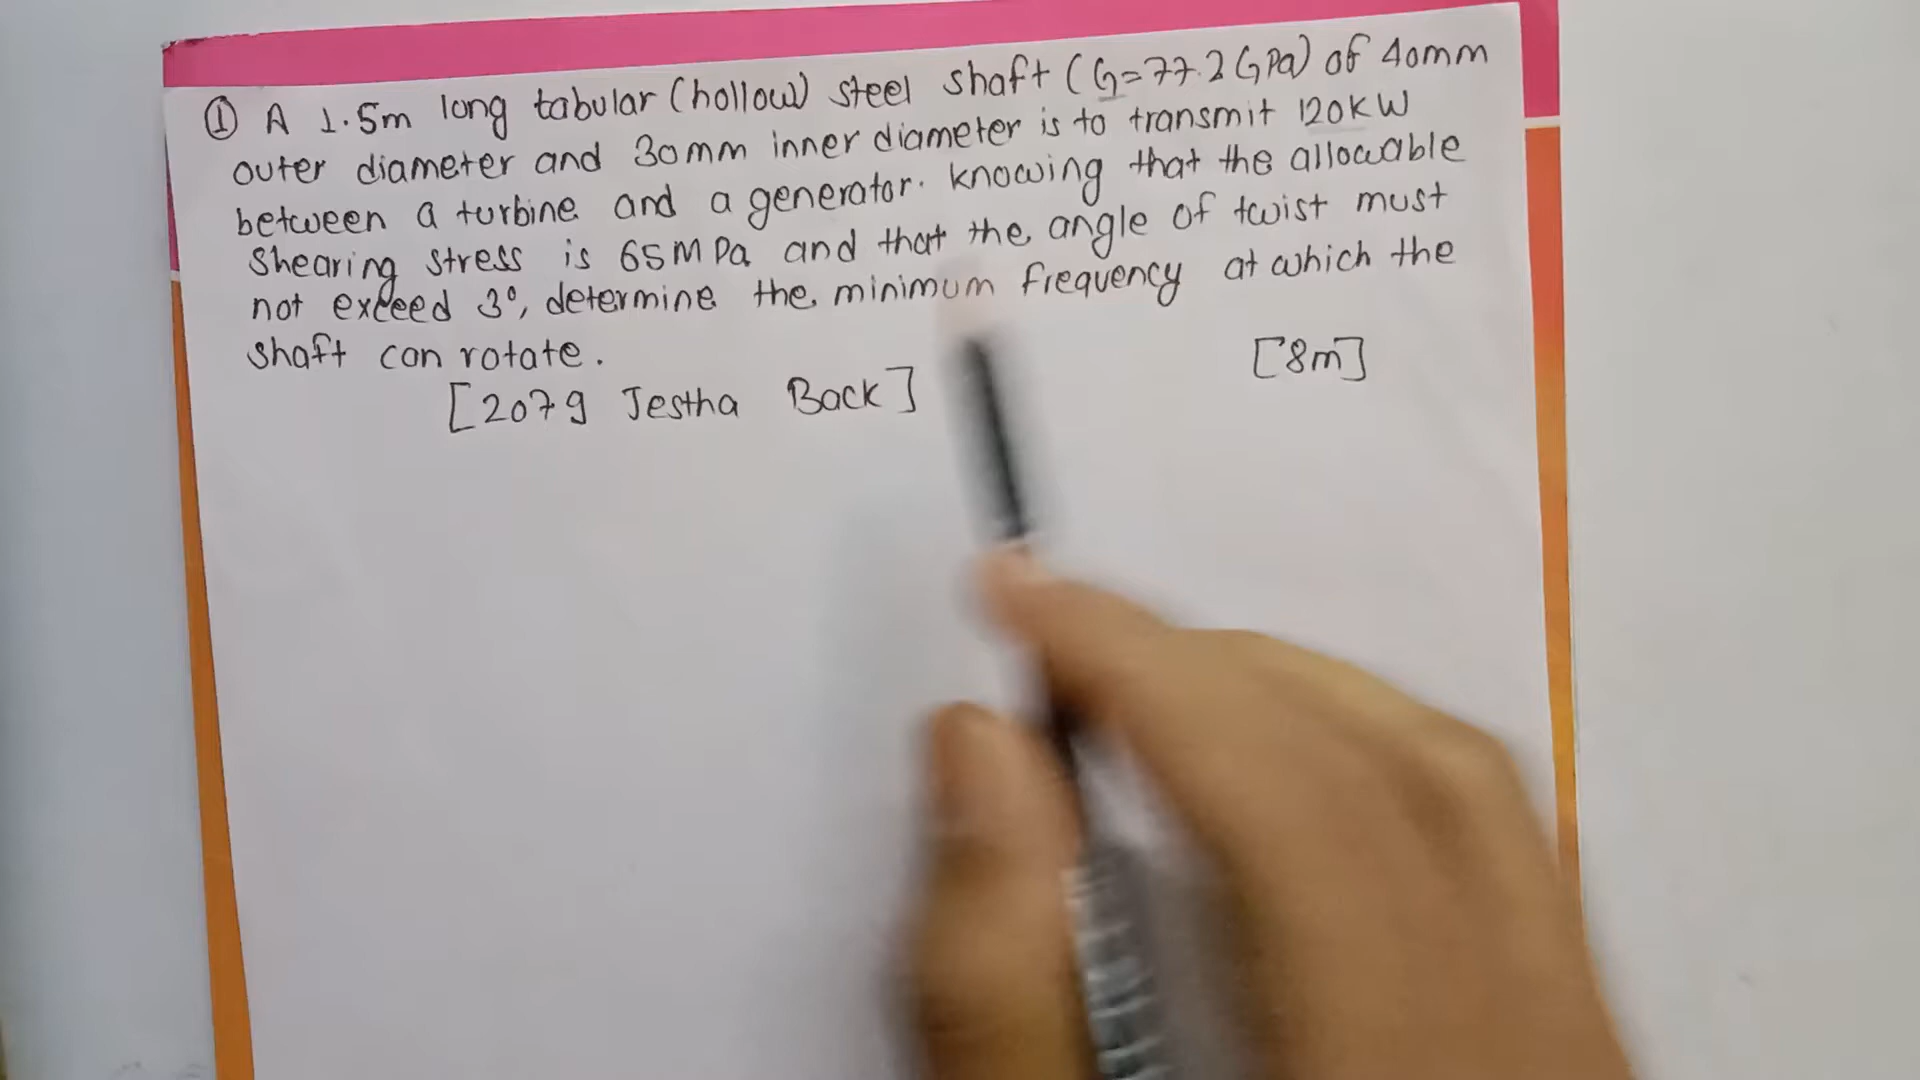 ① A 1.5m long tabular (hollow) steel shaft (G=77.2GPa) of 40mm
outer diameter and 30mm inner diameter is to transmit 120KW
between a turbine and a generator. Knowing that the allowable
shearing stress is 65MPa and that the angle of twist must
not exceed 3°, determine the minimum frequency at which the
shaft can rotate. [8m]
[2079 Jestha Back]